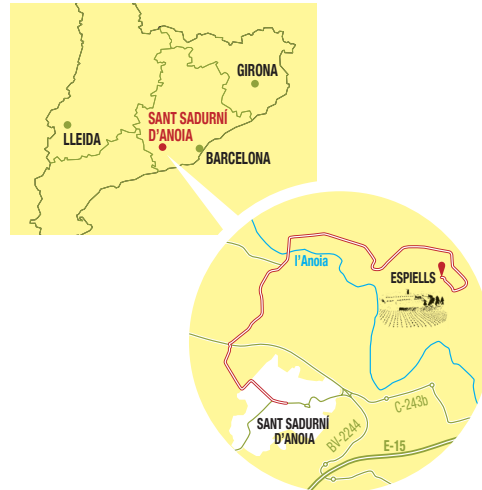 GIRONA
SANT SADURNÍ
D'ANOIA
LLEIDA
BARCELONA
l'Anoia
ESPIELLS
C-243b
SANT SADURNÍ
D'ANOIA
BV-2244
E-15